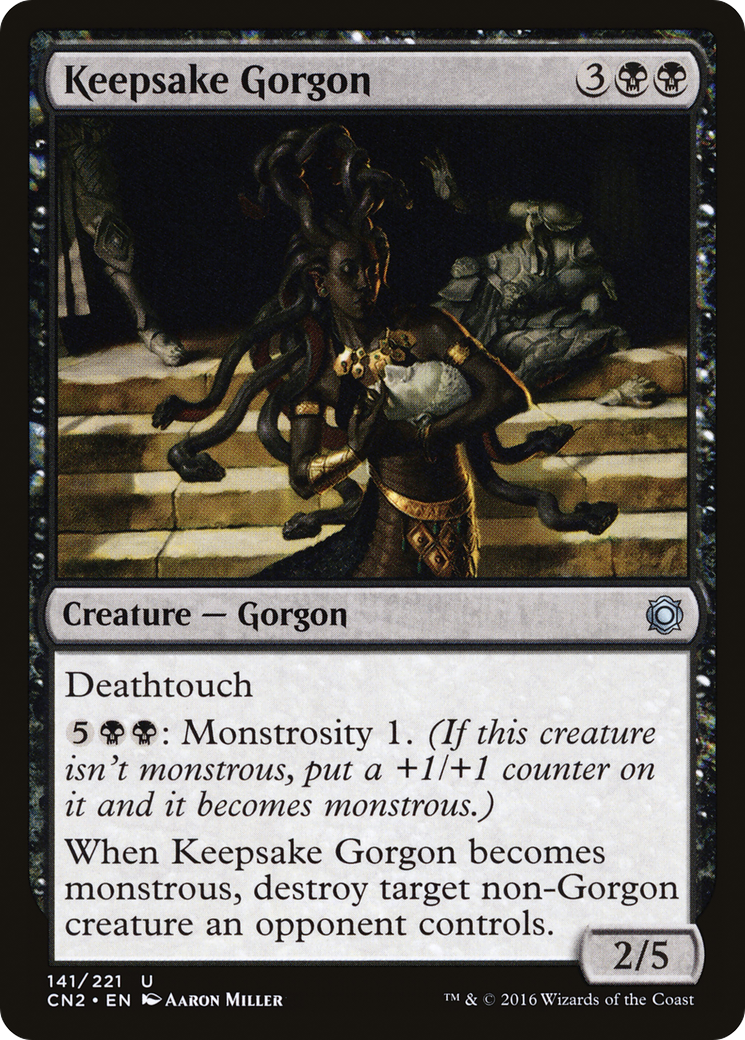 Keepsake Gorgon 3
Creature — Gorgon
Deathtouch
5: Monstrosity 1. (If this creature
isn't monstrous, put a +1/+1 counter on
it and it becomes monstrous.)
When Keepsake Gorgon becomes
monstrous, destroy target non-Gorgon
creature an opponent controls.
2/5
141/221 U
CN2 • EN Aaron Miller
™ & © 2016 Wizards of the Coast